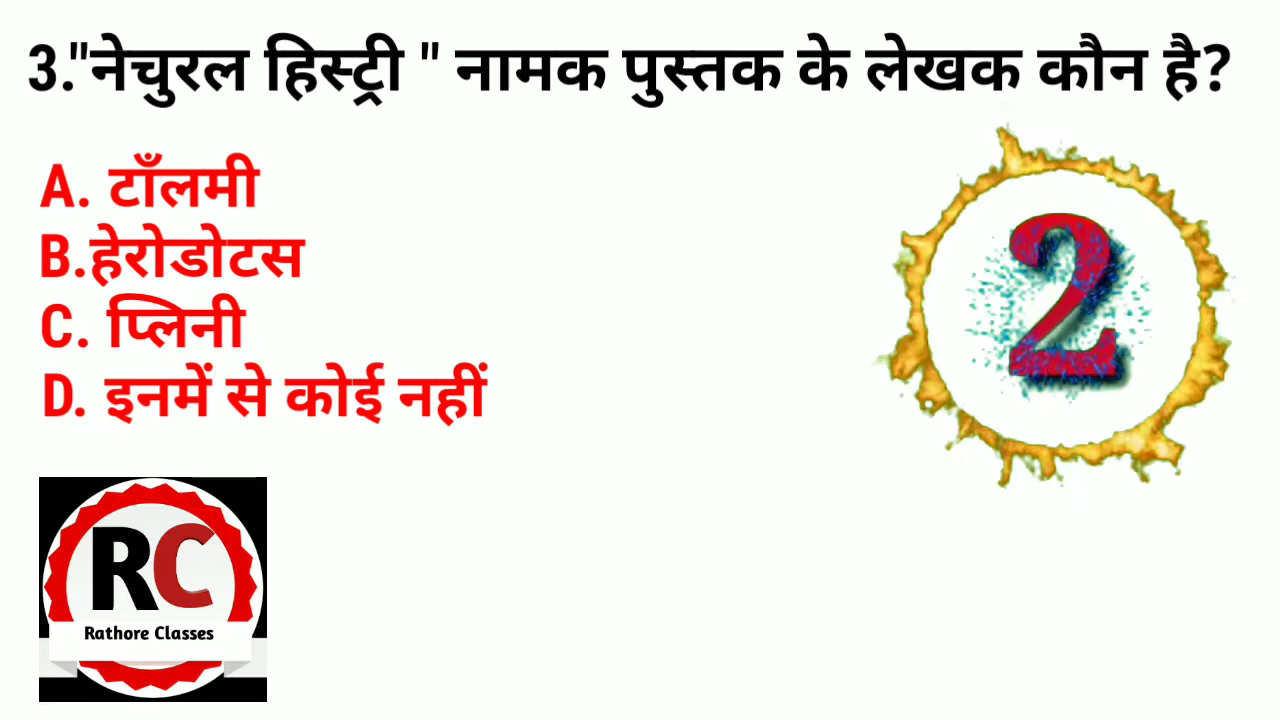 3."नेचुरल हिस्ट्री " नामक पुस्तक के लेखक कौन है?
A. टाँलमी
B.हेरोडोटस
C. प्लिनी
D. इनमें से कोई नहीं
2
RC
Rathore Classes